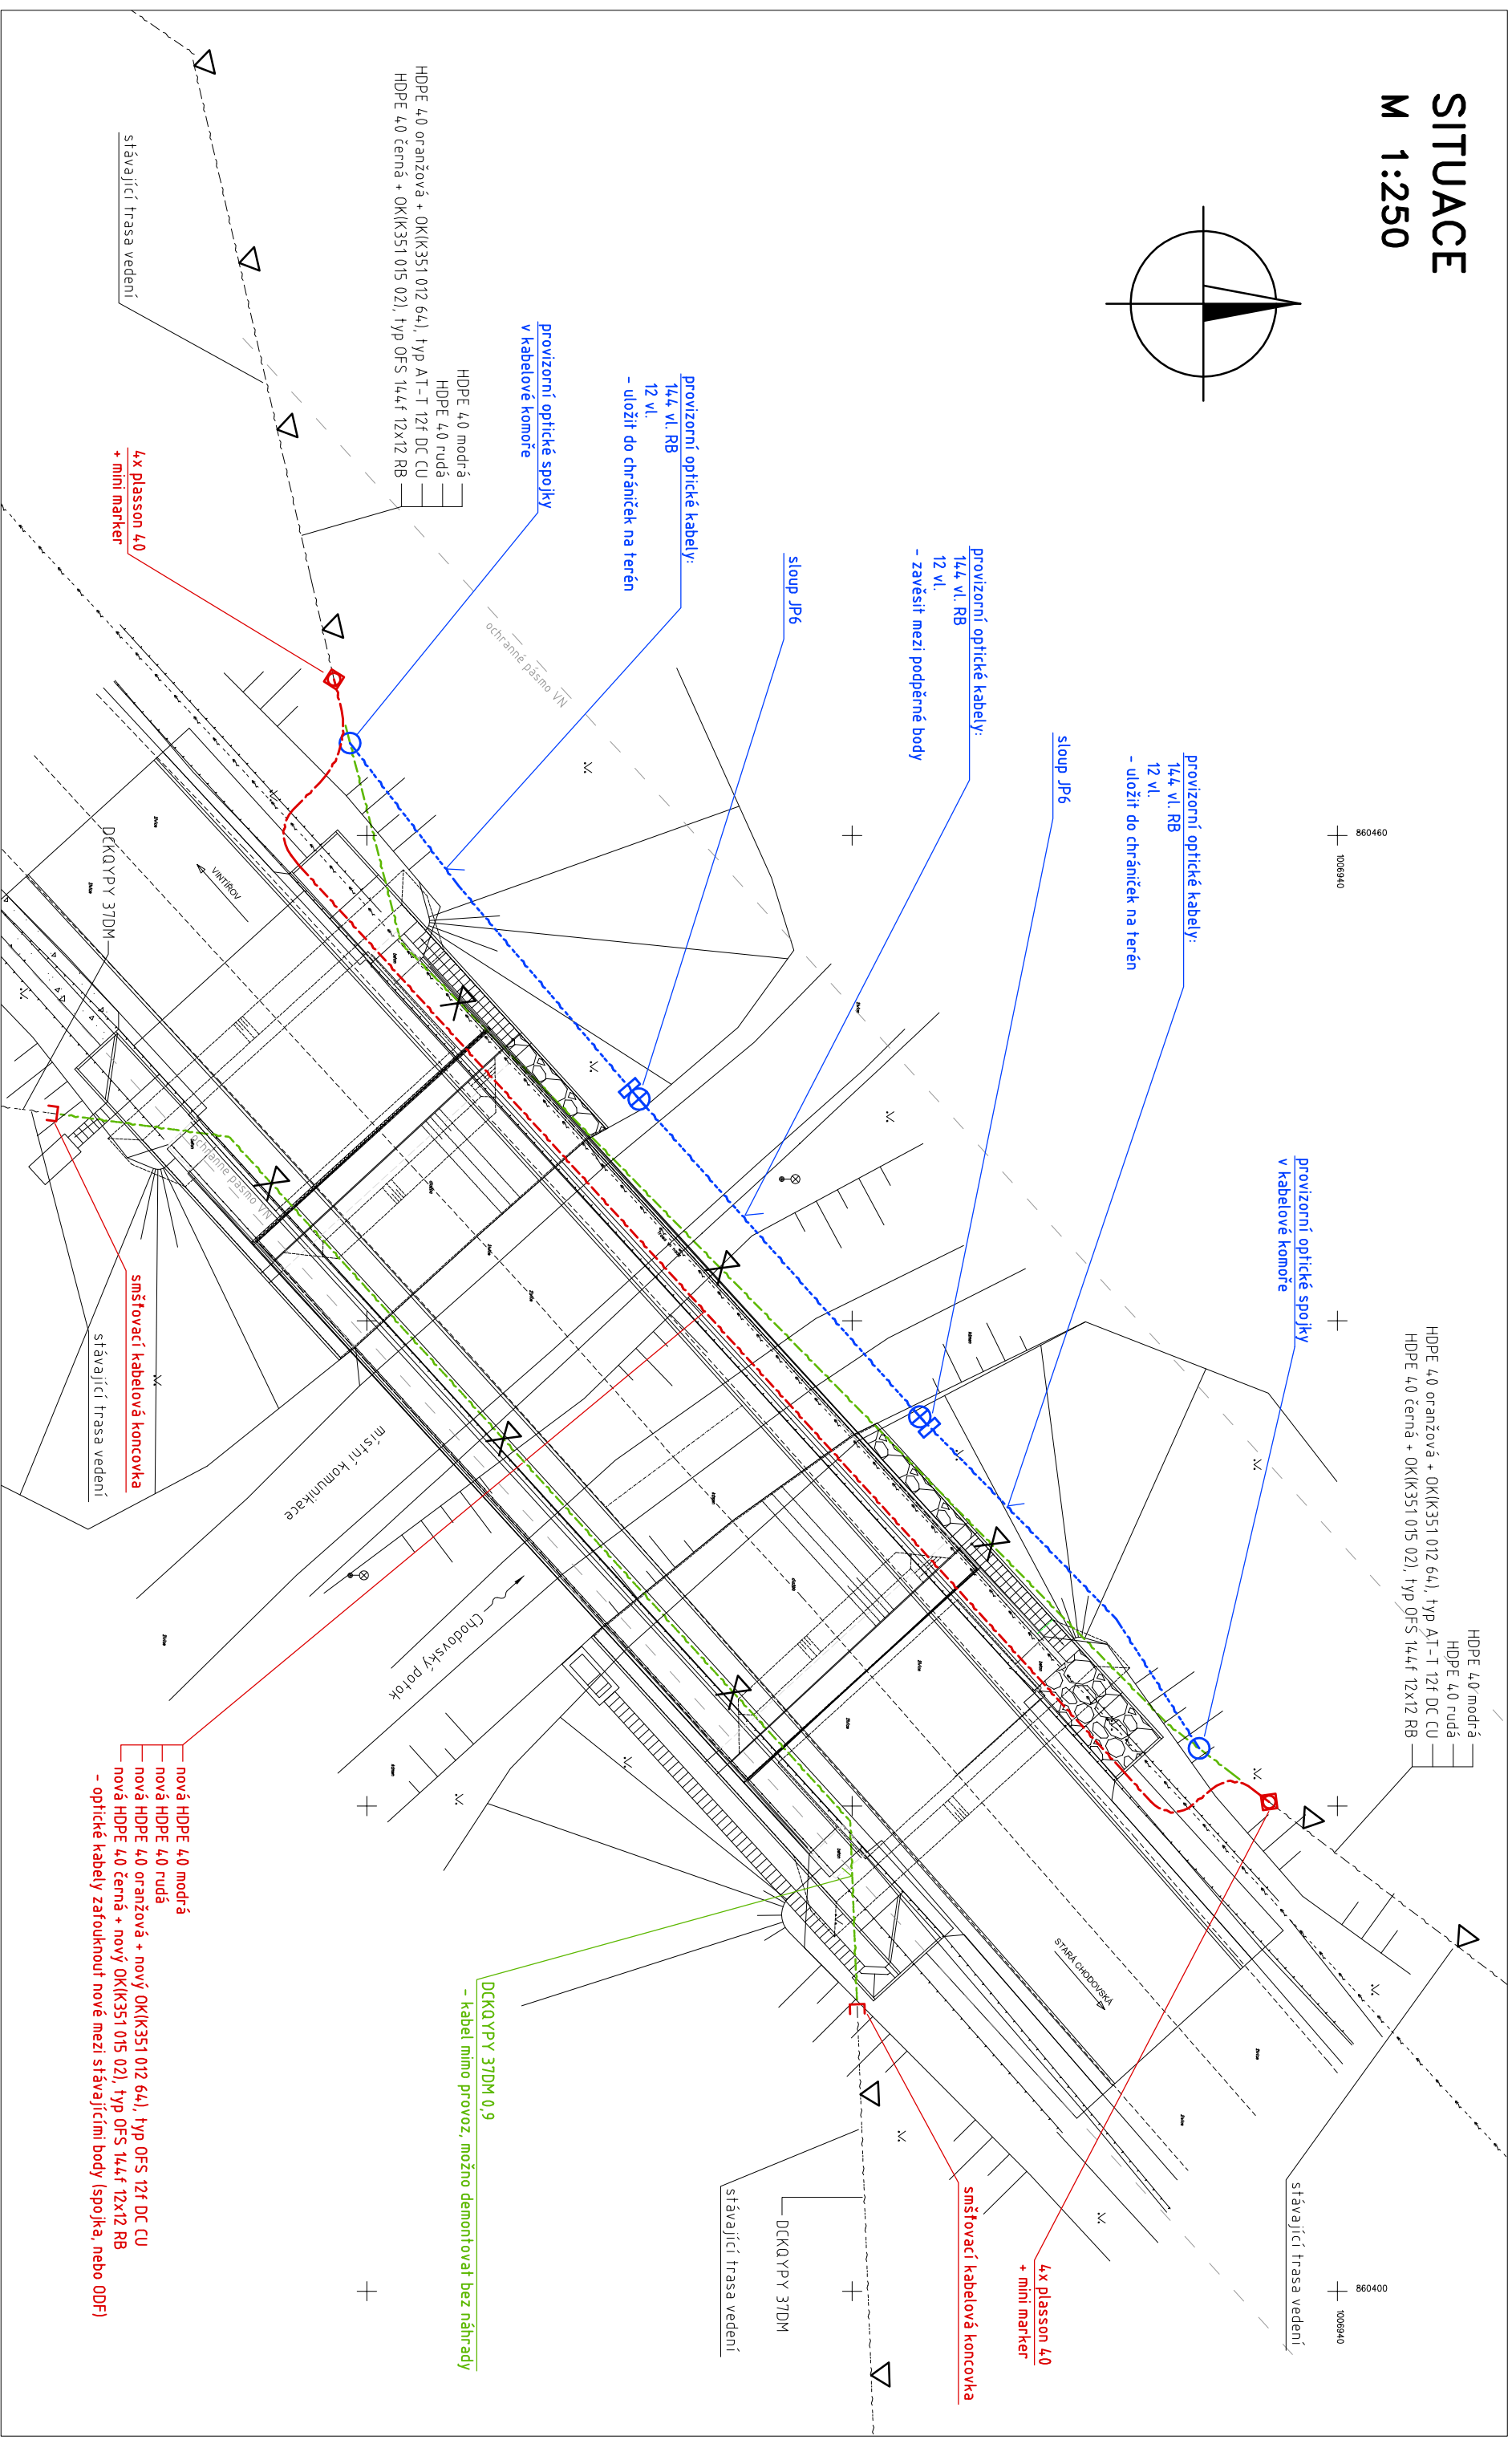 SITUACE
M 1:250
HDPE 40 modrá
HDPE 40 rudá
HDPE 40 oranžová + OK(K351 012 64), typ AT-T 12f DC CU
HDPE 40 černá + OK(K351 015 02), typ OFS 144f 12x12 RB
stávající trasa vedení
4x plasson 40
+ mini marker
provizorní optické spojky
v kabelové komoře
provizorní optické kabely:
144 vl. RB
12 vl.
- uložit do chrániček na terén
sloup JP6
provizorní optické kabely:
144 vl. RB
12 vl.
- zavěsit mezi podpěrné body
sloup JP6
provizorní optické kabely:
144 vl. RB
12 vl.
- uložit do chrániček na terén
860460
1006940
provizorní optické spojky
v kabelové komoře
HDPE 40 modrá
HDPE 40 rudá
HDPE 40 oranžová + OK(K351 012 64), typ AT-T 12f DC CU
HDPE 40 černá + OK(K351 015 02), typ OFS 144f 12x12 RB
ochranné pásmo VN
VINTÍŘOV
DCKQYPY 37DM
ochranné pásmo VN
smšťovací kabelová koncovka
stávající trasa vedení
místní komunikace
Chodovský potok
STARÁ CHODOVSKÁ
nová HDPE 40 modrá
nová HDPE 40 rudá
nová HDPE 40 oranžová + nový OK(K351 012 64), typ OFS 12f DC CU
nová HDPE 40 černá + nový OK(K351 015 02), typ OFS 144f 12x12 RB
- optické kabely zafouknout nové mezi stávajícími body (spojka, nebo ODF)
DCKQYPY 37DM 0,9
- kabel mimo provoz, možno demontovat bez náhrady
stávající trasa vedení
DCKQYPY 37DM
smšťovací kabelová koncovka
4x plasson 40
+ mini marker
stávající trasa vedení
860400
1006940